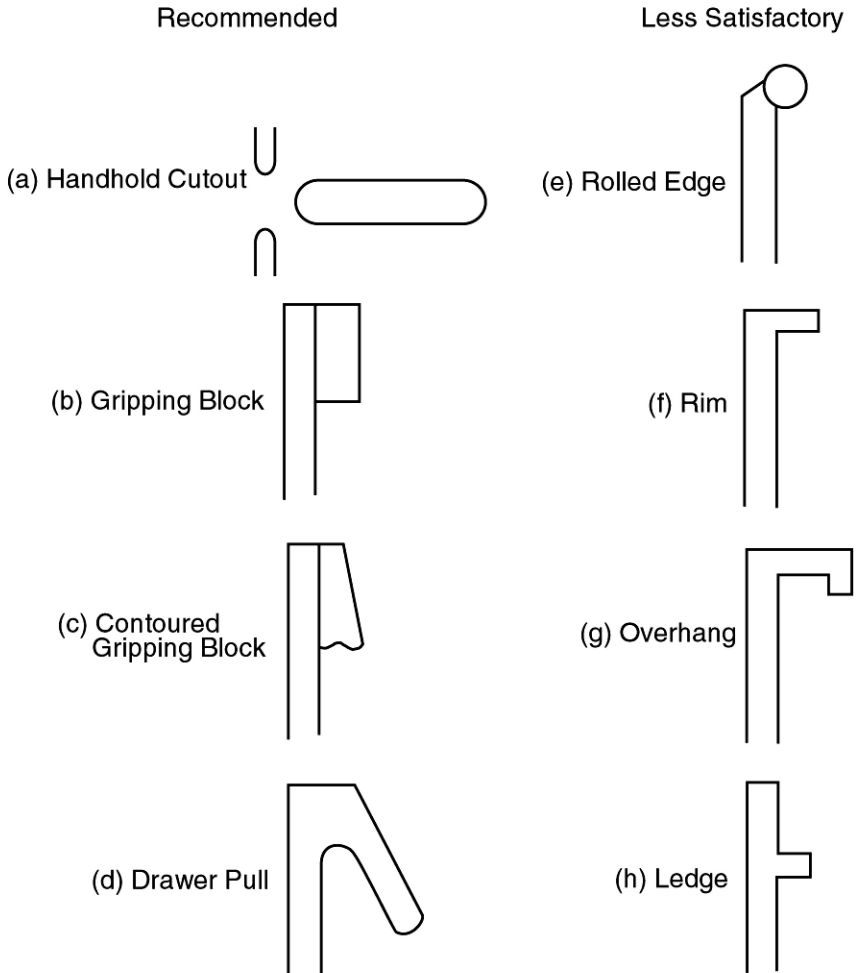 Recommended
Less Satisfactory
(a) Handhold Cutout
(e) Rolled Edge
(b) Gripping Block
(f) Rim
(c) Contoured
Gripping Block
(g) Overhang
(d) Drawer Pull
(h) Ledge